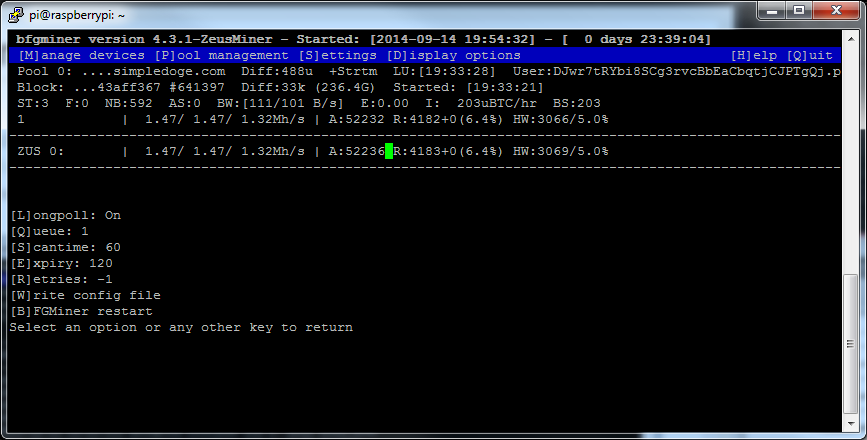 pi@raspberrypi: ~
bfgminer version 4.3.1-ZeusMiner - Started: [2014-09-14 19:54:32] - [  0 days 23:39:04]
[M]anage devices [P]ool management [S]ettings [D]isplay options [H]elp [Q]uit
Pool 0: ....simpledoge.com  Diff:488u  +Strtm  LU:[19:33:28]  User:DJwr7tRYbi8SCg3rvcBbEaCbqtjCJPTgQj.p
Block: ...43aff367 #641397  Diff:33k (236.4G)  Started: [19:33:21]
ST:3  F:0  NB:592  AS:0  BW:[111/101 B/s]  E:0.00  I:  203uBTC/hr  BS:203
1            |  1.47/ 1.47/ 1.32Mh/s | A:52232 R:4182+0(6.4%) HW:3066/5.0%
ZUS 0:       |  1.47/ 1.47/ 1.32Mh/s | A:52236 R:4183+0(6.4%) HW:3069/5.0%
[L]ongpoll: On
[Q]ueue: 1
[S]cantime: 60
[E]xpiry: 120
[R]etries: -1
[W]rite config file
[B]FGMiner restart
Select an option or any other key to return